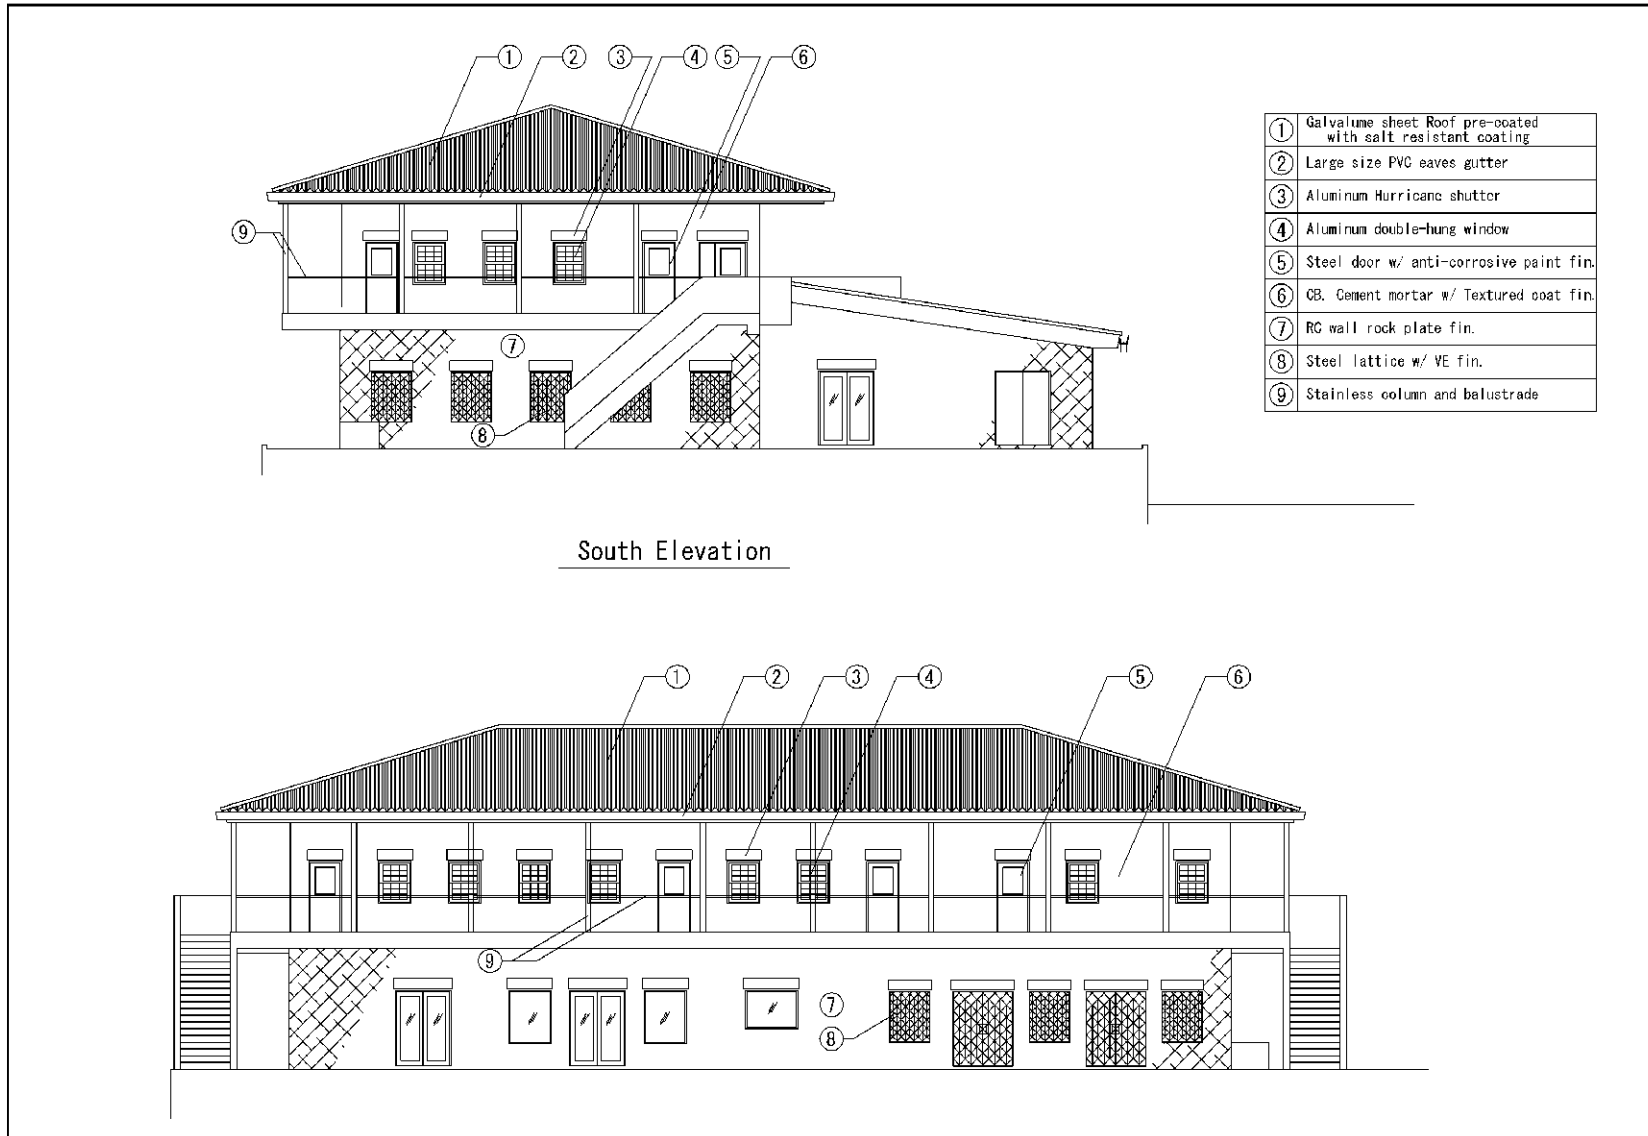 ① ② ③ ④ ⑤ ⑥
① Galvalume sheet Roof pre-coated
with salt resistant coating
② Large size PVC eaves gutter
③ Aluminum Hurricane shutter
④ Aluminum double-hung window
⑤ Steel door w/ anti-corrosive paint fin.
⑥ CB. Cement mortar w/ Textured coat fin.
⑦ RC wall rock plate fin.
⑧ Steel lattice w/ VE fin.
⑨ Stainless column and balustrade
⑨
⑦
⑧
South Elevation
① ② ③ ④ ⑤ ⑥
⑨
⑦
⑧